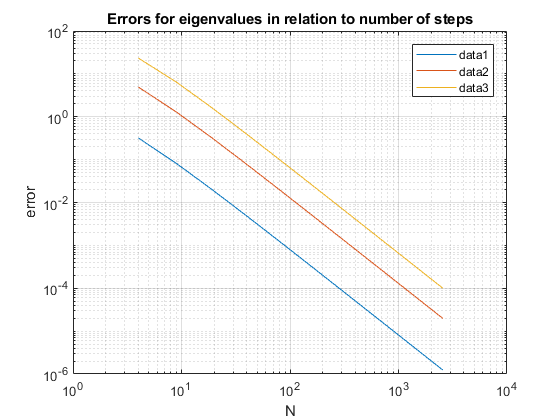 Errors for eigenvalues in relation to number of steps
10^2
10^0
10^-2
10^-4
10^-6
error
data1
data2
data3
10^0 10^1 10^2 10^3 10^4
N